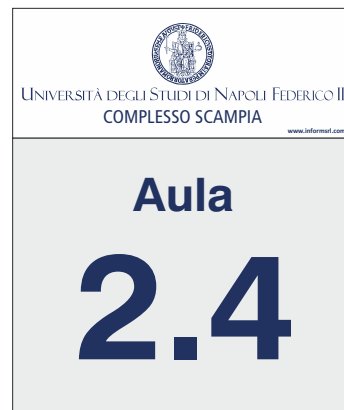 UNIVERSITÀ DEGLI STUDI DI NAPOLI FEDERICO II
COMPLESSO SCAMPIA
www.informsrl.com
Aula
2.4